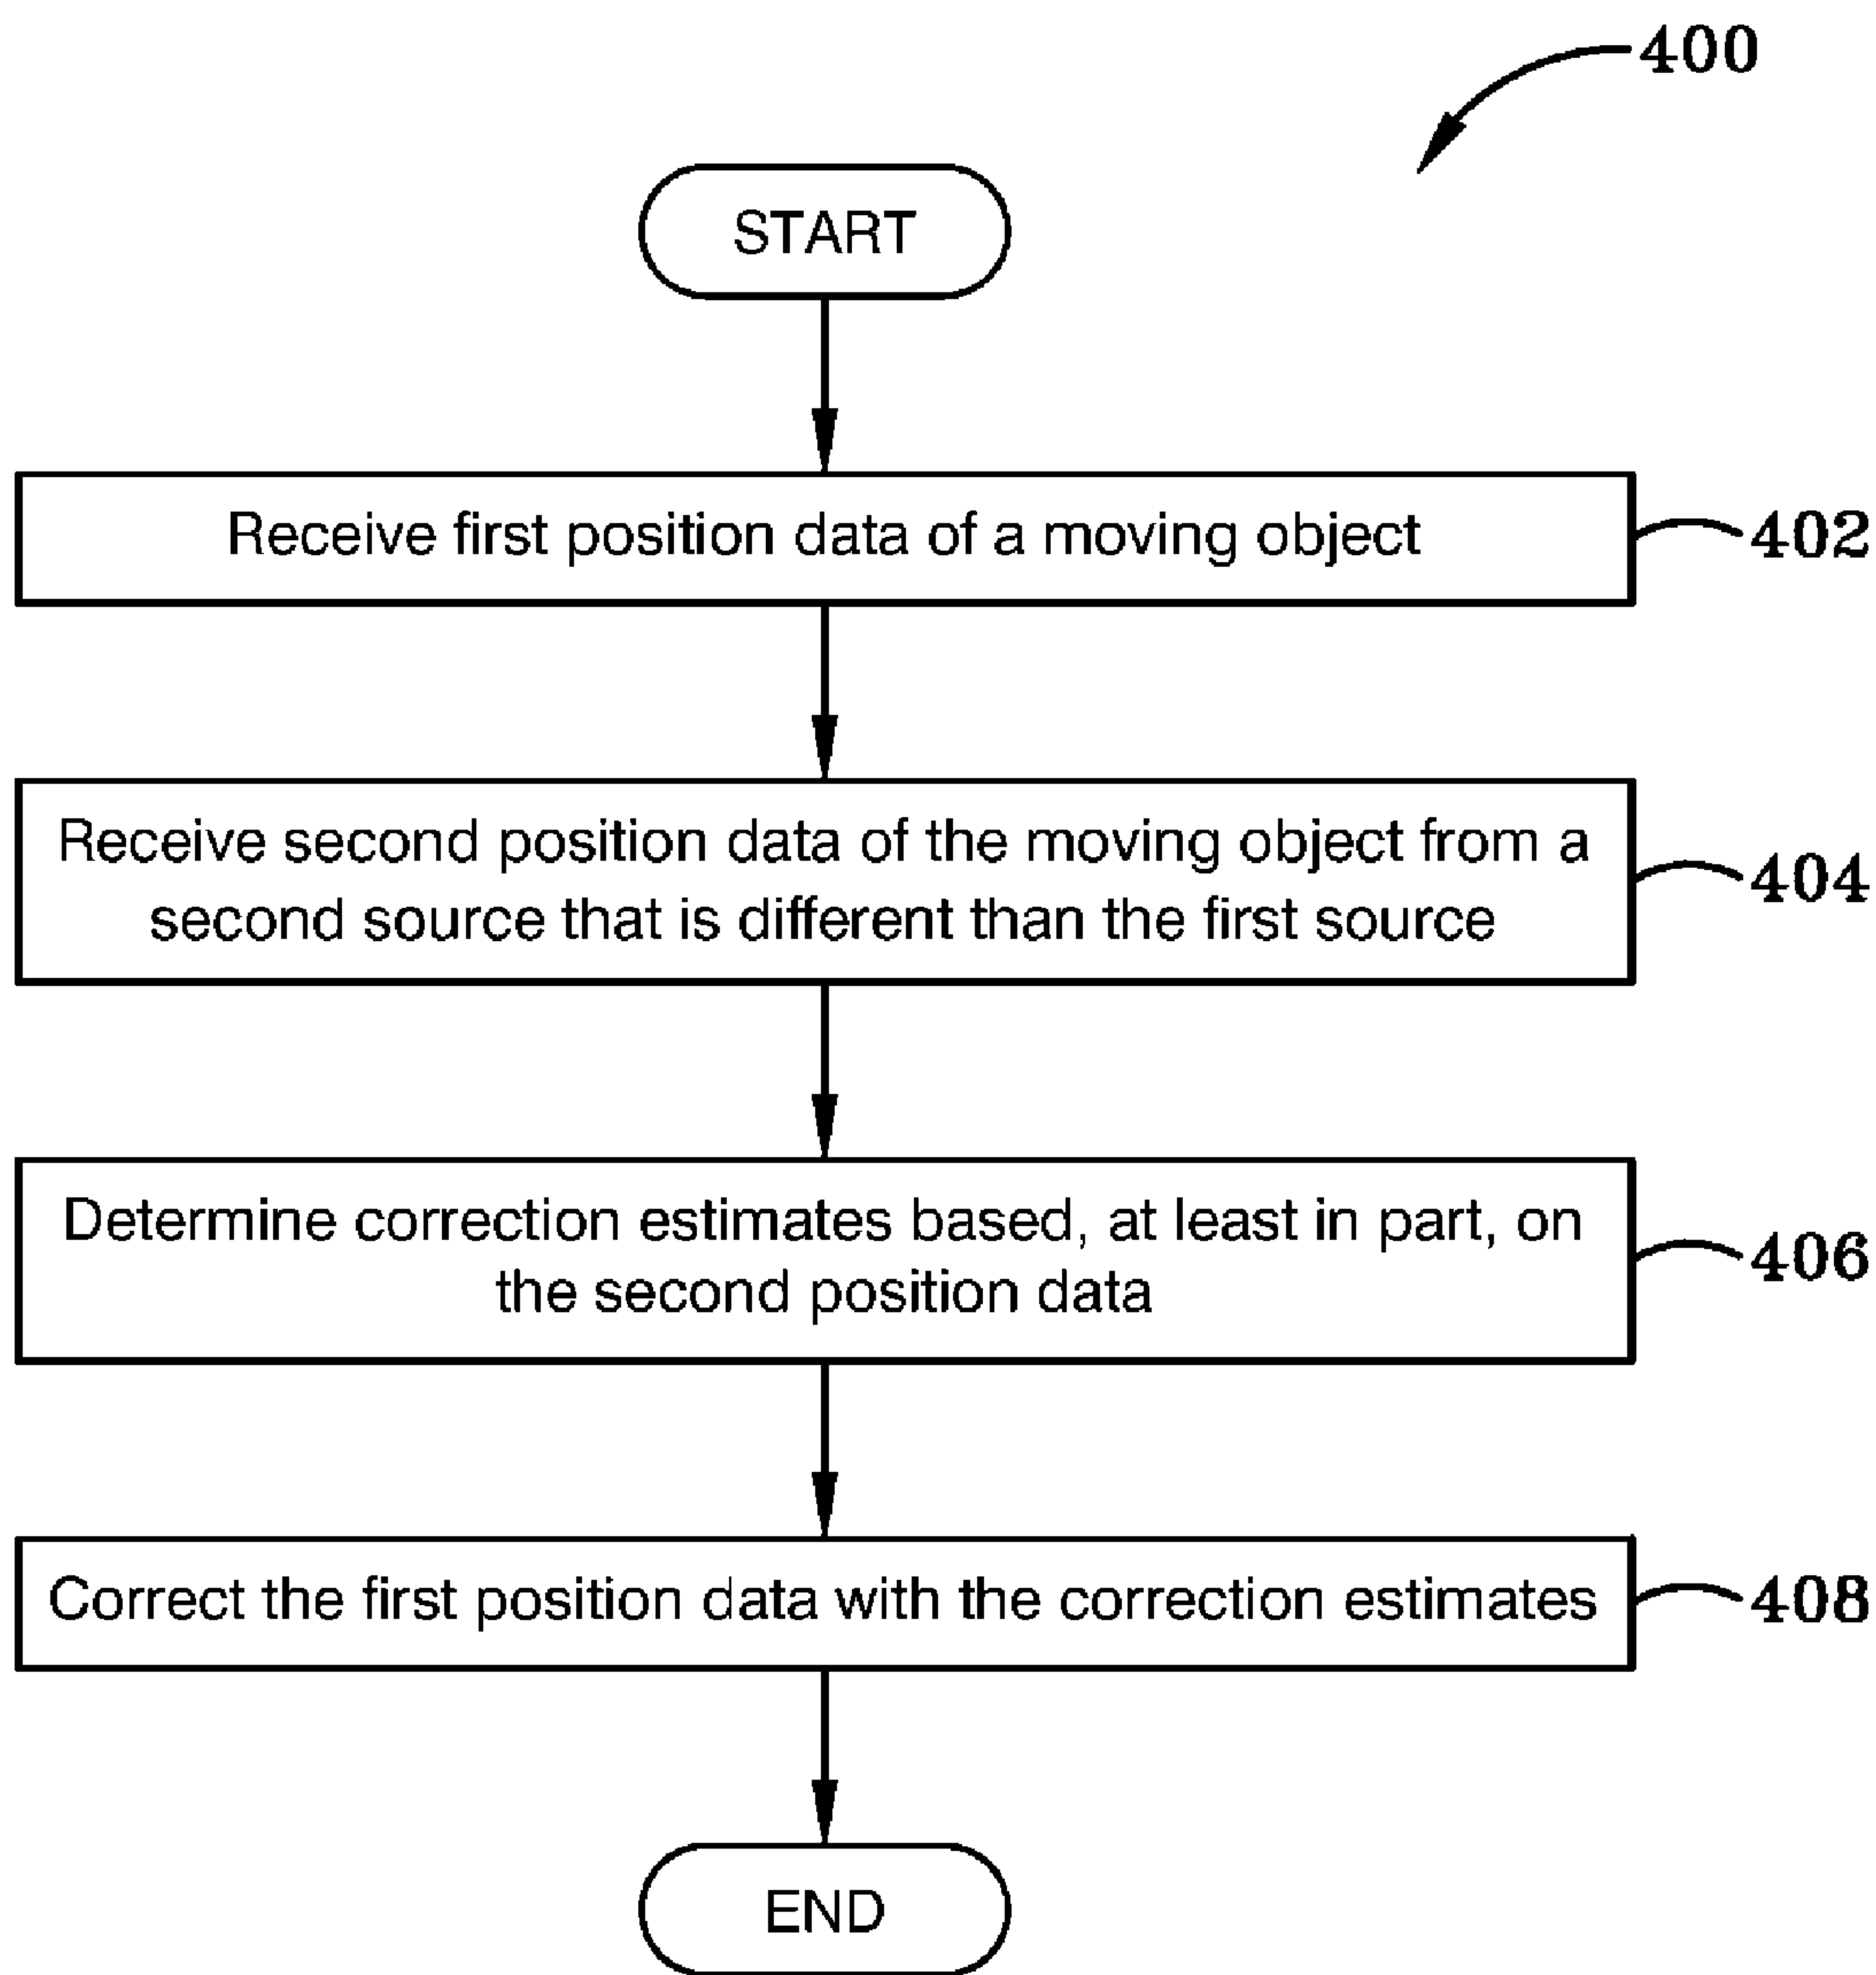 400
START
Receive first position data of a moving object
402
Receive second position data of the moving object from a
second source that is different than the first source
404
Determine correction estimates based, at least in part, on
the second position data
406
Correct the first position data with the correction estimates
408
END